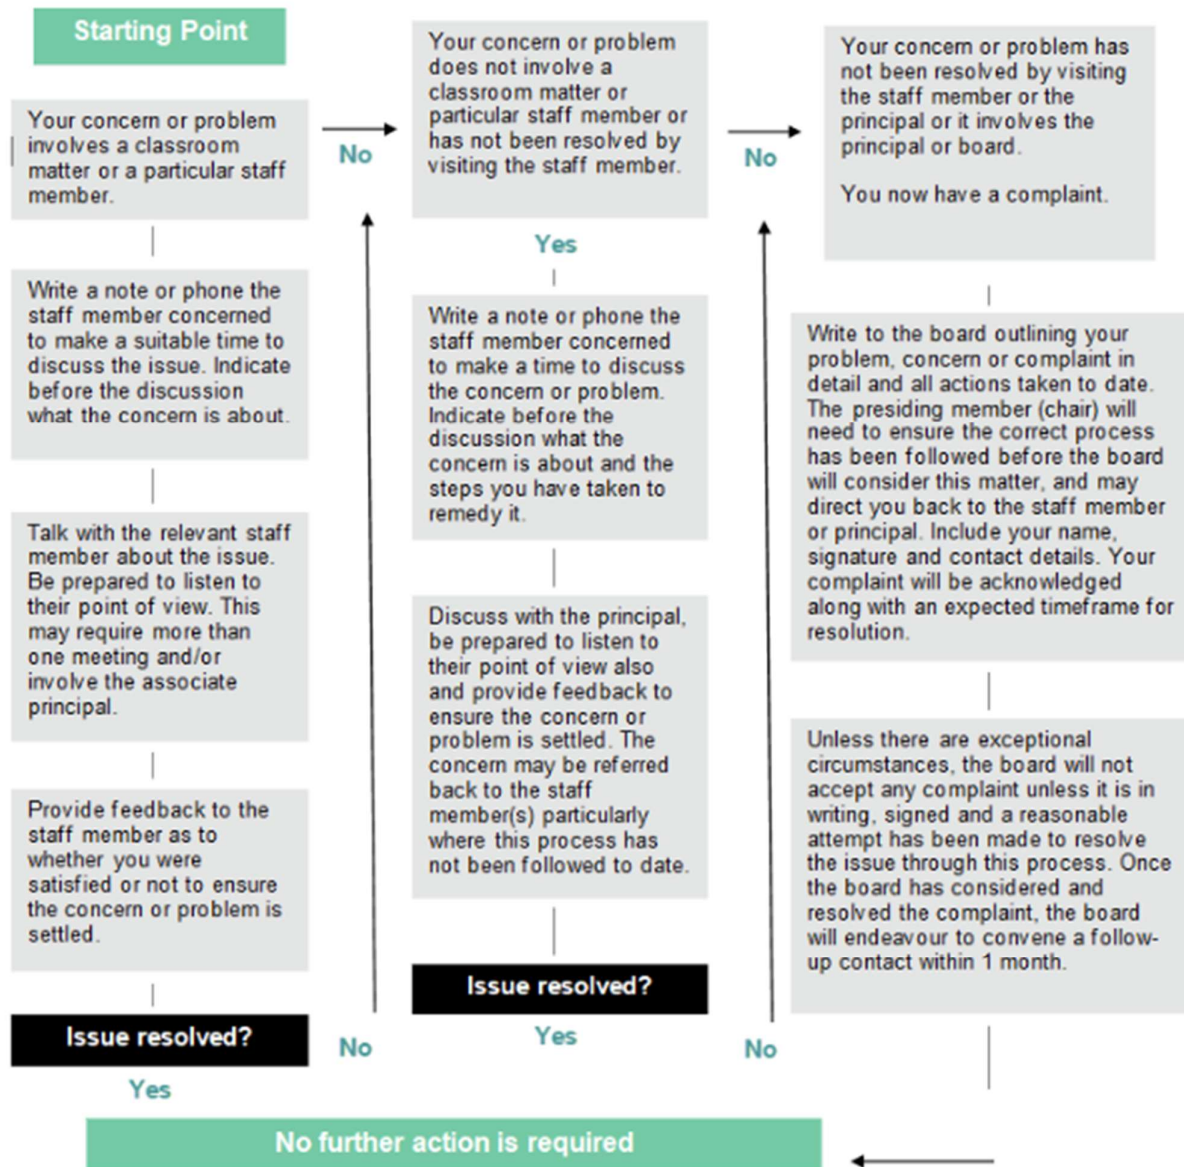 Starting Point
Your concern or problem
involves a classroom
matter or a particular staff
member.
Write a note or phone the
staff member concerned
to make a suitable time to
discuss the issue. Indicate
before the discussion
what the concern is about.
Talk with the relevant staff
member about the issue.
Be prepared to listen to
their point of view. This
may require more than
one meeting and/or
involve the associate
principal.
Provide feedback to the
staff member as to
whether you were
satisfied or not to ensure
the concern or problem is
settled.
Issue resolved?
Yes
No
No
Your concern or problem
does not involve a
classroom matter or
particular staff member or
has not been resolved by
visiting the staff member.
Yes
Write a note or phone the
staff member concerned
to make a time to discuss
the concern or problem.
Indicate before the
discussion what the
concern is about and the
steps you have taken to
remedy it.
Discuss with the principal,
be prepared to listen to
their point of view also
and provide feedback to
ensure the concern or
problem is settled. The
concern may be referred
back to the staff
member(s) particularly
where this process has
not been followed to date.
Issue resolved?
Yes
No
No
Your concern or problem has
not been resolved by visiting
the staff member or the
principal or it involves the
principal or board.
You now have a complaint.
Write to the board outlining your
problem, concern or complaint in
detail and all actions taken to date.
The presiding member (chair) will
need to ensure the correct process
has been followed before the board
will consider this matter, and may
direct you back to the staff member
or principal. Include your name,
signature and contact details. Your
complaint will be acknowledged
along with an expected timeframe for
resolution.
Unless there are exceptional
circumstances, the board will not
accept any complaint unless it is in
writing, signed and a reasonable
attempt has been made to resolve
the issue through this process. Once
the board has considered and
resolved the complaint, the board
will endeavour to convene a follow-
up contact within 1 month.
No further action is required